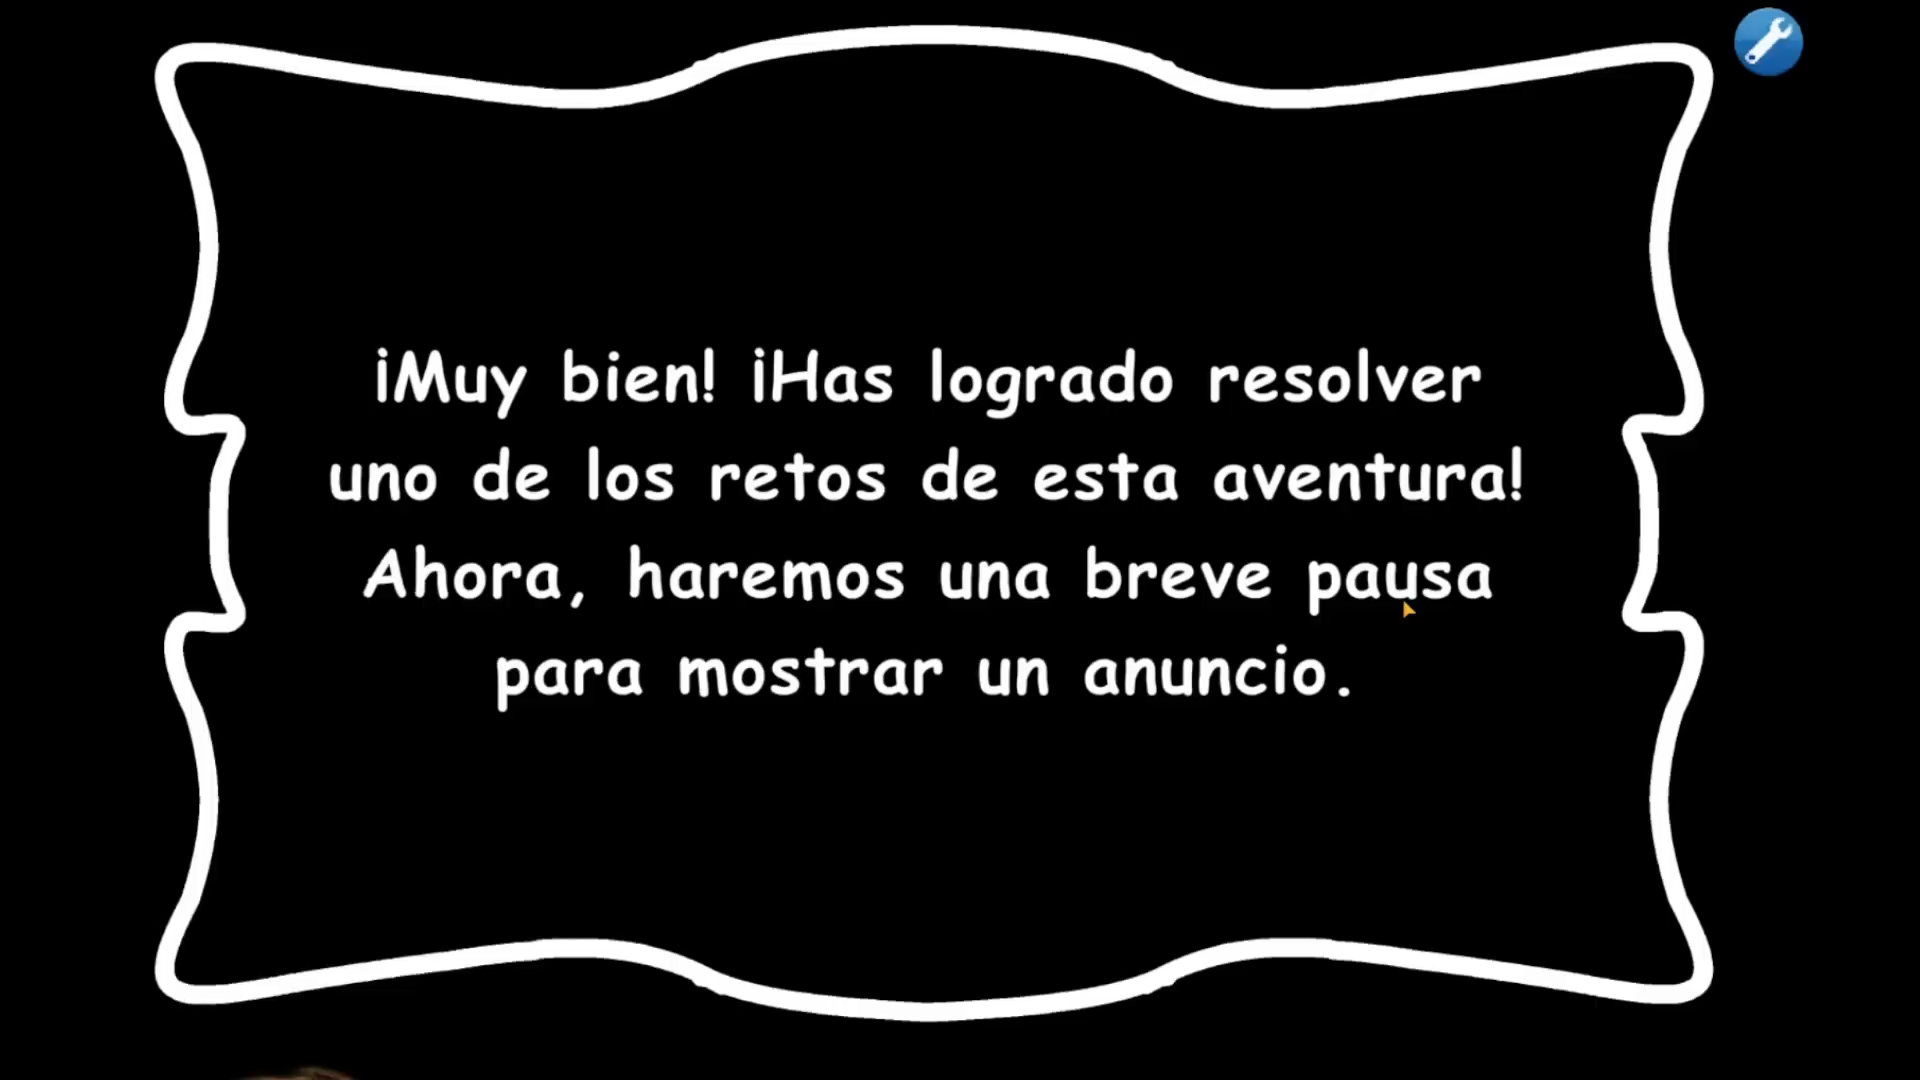 ¡Muy bien! ¡Has logrado resolver
uno de los retos de esta aventura!
Ahora, haremos una breve pausa
para mostrar un anuncio.